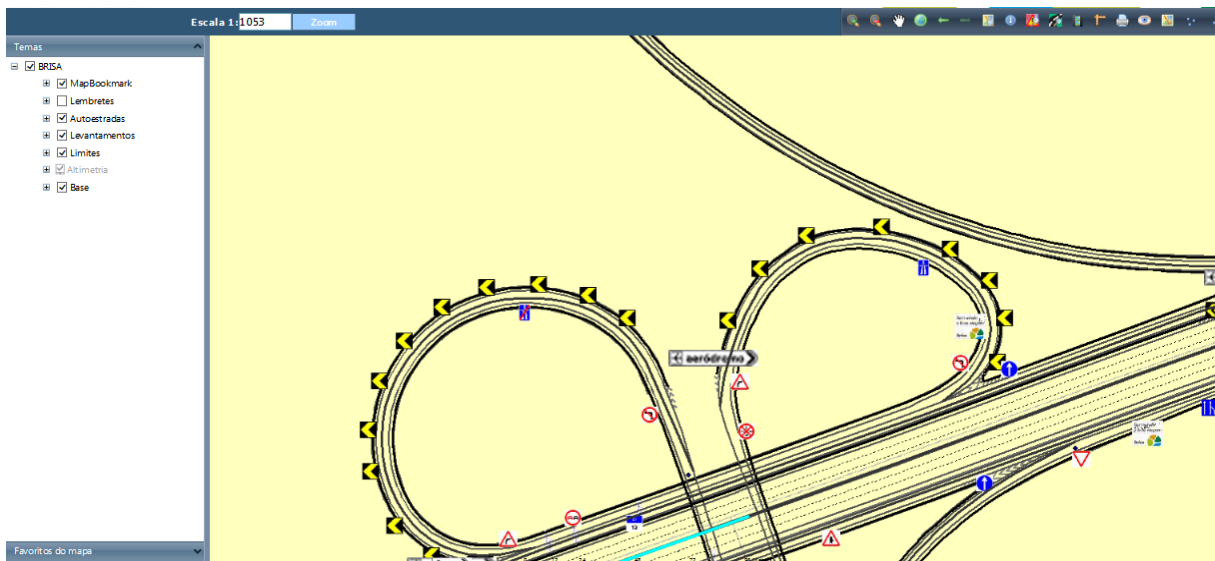 Escala 1: 1053 Zoom
Temas
BRISA
MapBookmark
Lembretes
Autoestradas
Levantamentos
Limites
Altimetria
Base
aeródromo
Favoritos do mapa